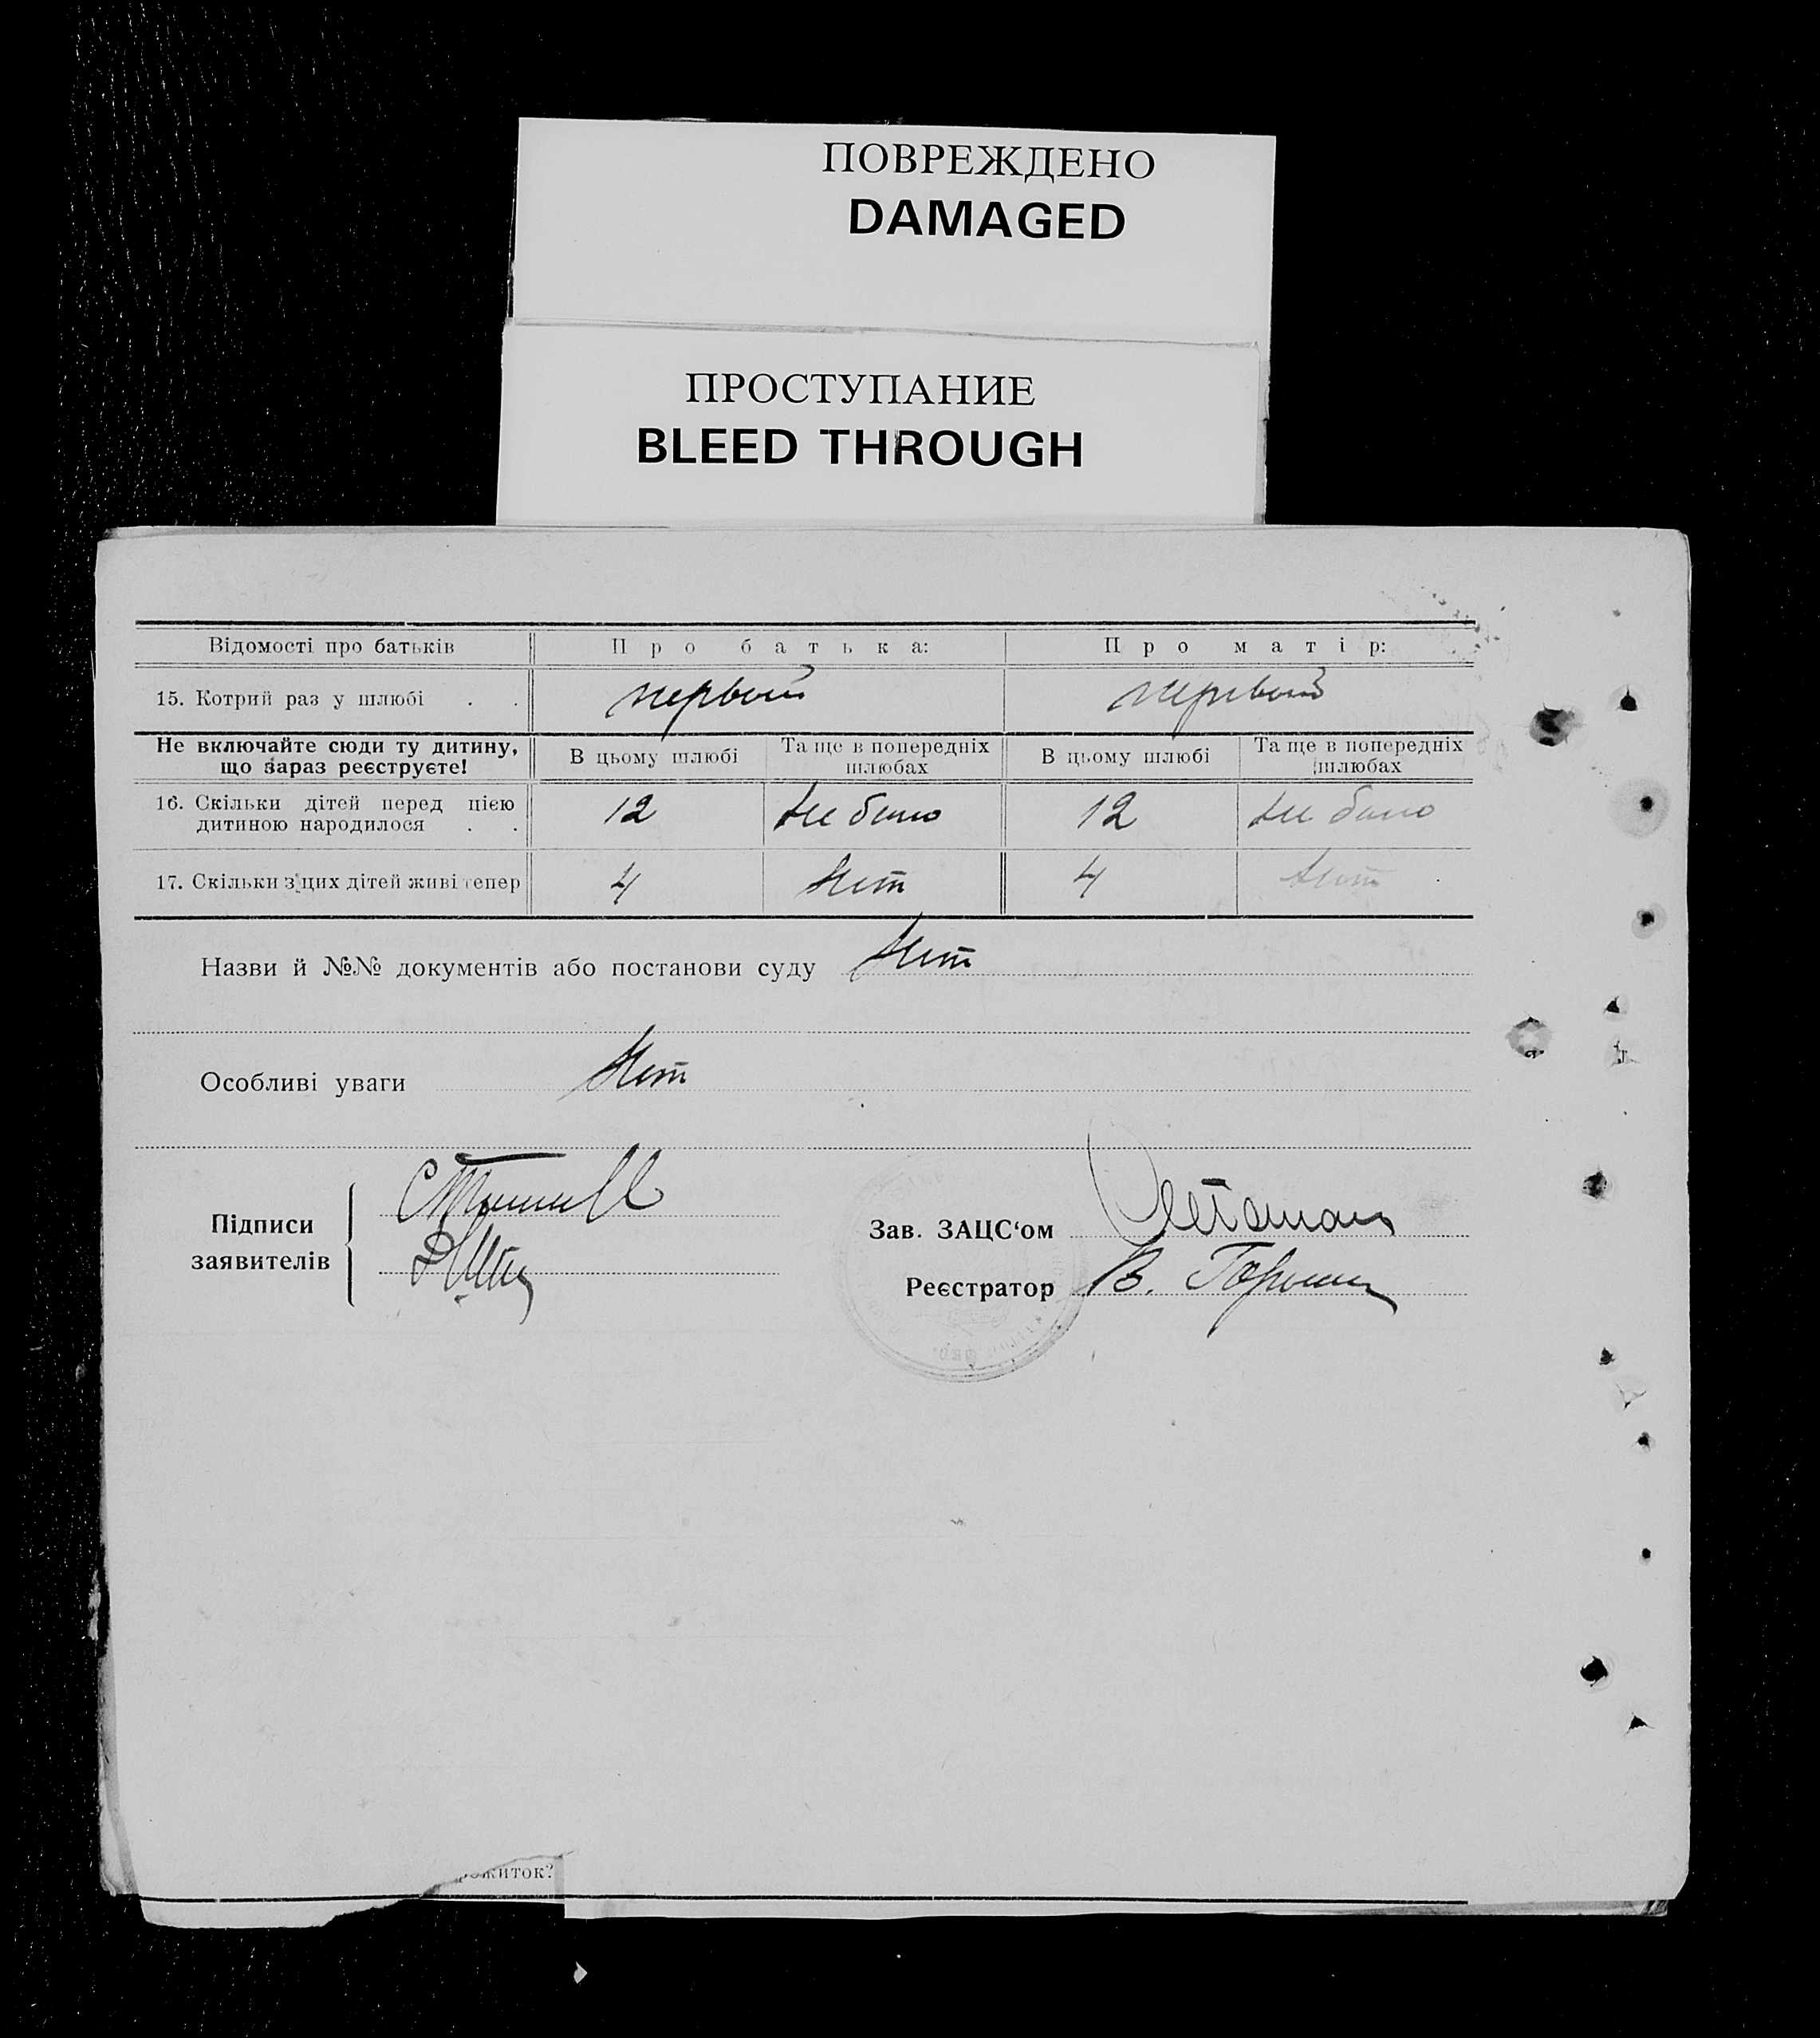 ПОВРЕЖДЕНО
DAMAGED
ПРОСТУПАНИЕ
BLEED THROUGH
Відомості про батьків Про батька: Про матір:
15. Котрий раз у шлюбі . . первый первый
Не включайте сюди ту дитину, що зараз реєструєте! В цьому шлюбі Та ще в попередніх шлюбах В цьому шлюбі Та ще в попередніх шлюбах
16. Скільки дітей перед цією
дитиною народилося . . 12 не было 12 не было
17. Скільки з цих дітей живі тепер 4 нет 4 нет
Назви й №№ документів або постанови суду нет
Особливі уваги нет
Підписи
заявителів
Зав. ЗАЦС‘ом
Реєстратор В.
житок?